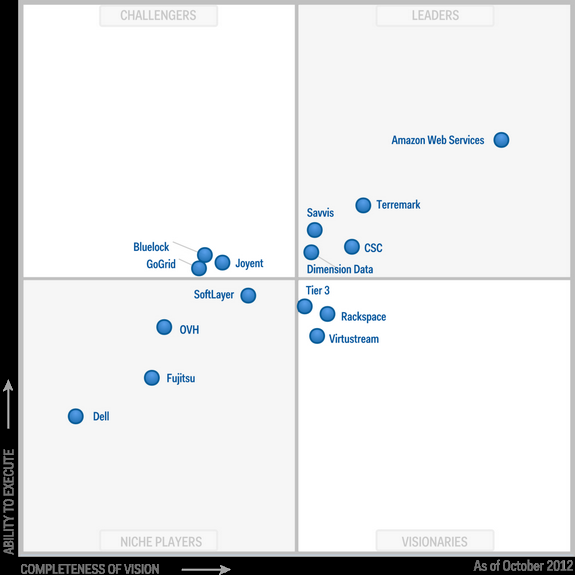 CHALLENGERS
LEADERS
Amazon Web Services
Terremark
Savvis
CSC
Dimension Data
Bluelock
GoGrid
Joyent
SoftLayer
OVH
Fujitsu
Dell
Tier 3
Rackspace
Virtustream
NICHE PLAYERS
VISIONARIES
ABILITY TO EXECUTE
COMPLETENESS OF VISION
As of October 2012